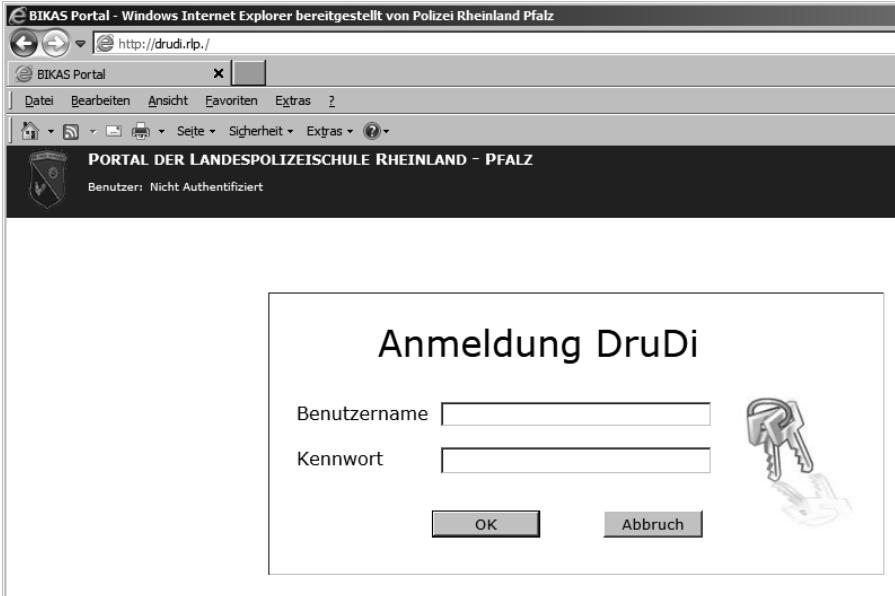 BIKAS Portal - Windows Internet Explorer bereitgestellt von Polizei Rheinland Pfalz
http://drudi.rlp./
BIKAS Portal
Datei Bearbeiten Ansicht Favoriten Extras ?
Seite Sicherheit Extras
PORTAL DER LANDESPOLIZEISCHULE RHEINLAND - PFALZ
Benutzer: Nicht Authentifiziert
Anmeldung DruDi
Benutzername
Kennwort
OK Abbruch